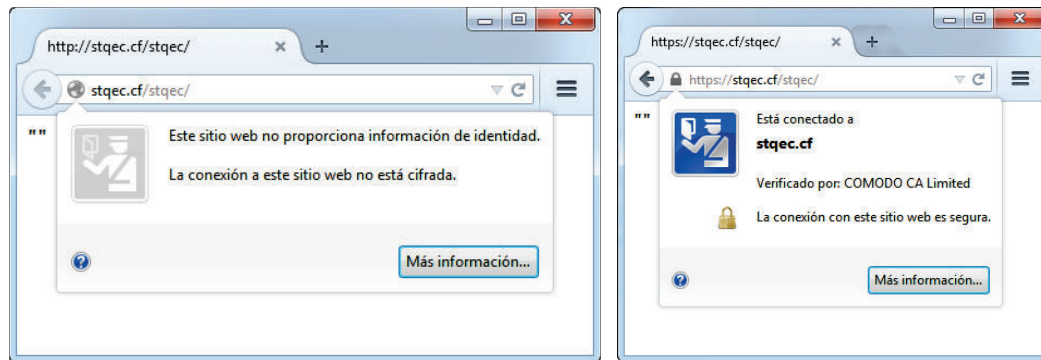 http://stqec.cf/stqec/
stqec.cf/stqec/
""
Este sitio web no proporciona información de identidad.
La conexión a este sitio web no está cifrada.
Más información...
https://stqec.cf/stqec/
https://stqec.cf/stqec/
""
Está conectado a
stqec.cf
Verificado por: COMODO CA Limited
La conexión con este sitio web es segura.
Más información...